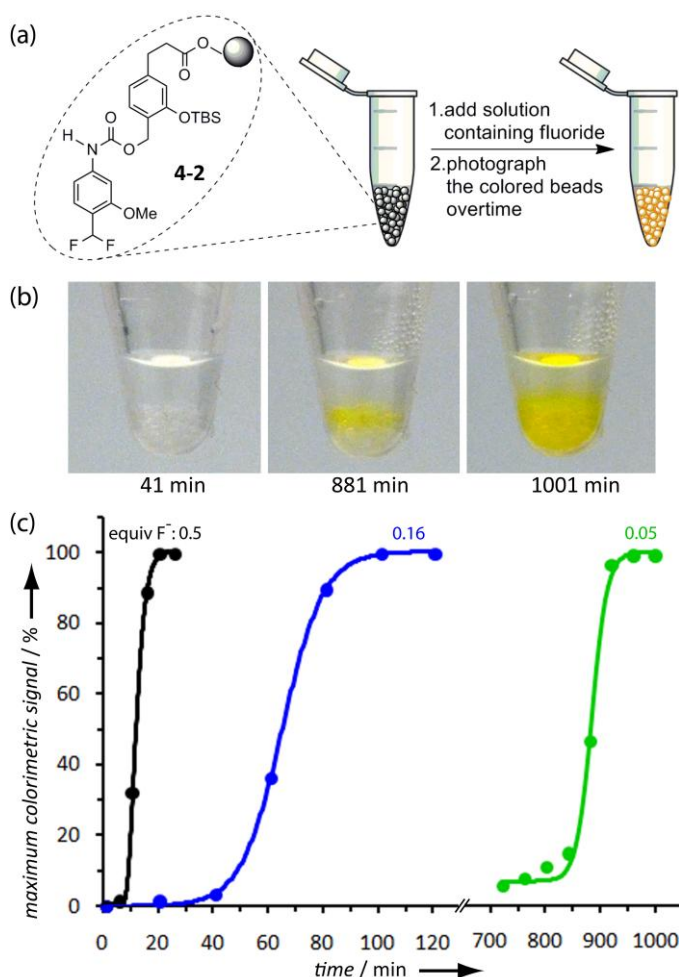 (a)
O
O
OTBS
O
H
N
O
4-2
OMe
F
F
1.add solution
containing fluoride
2.photograph
the colored beads
overtime
(b)
41 min
881 min
1001 min
(c)
equiv F⁻: 0.5
0.16
0.05
maximum colorimetric signal / %
100
80
60
40
20
0
0
20
40
60
80
100
120
700
800
900
1000
time / min